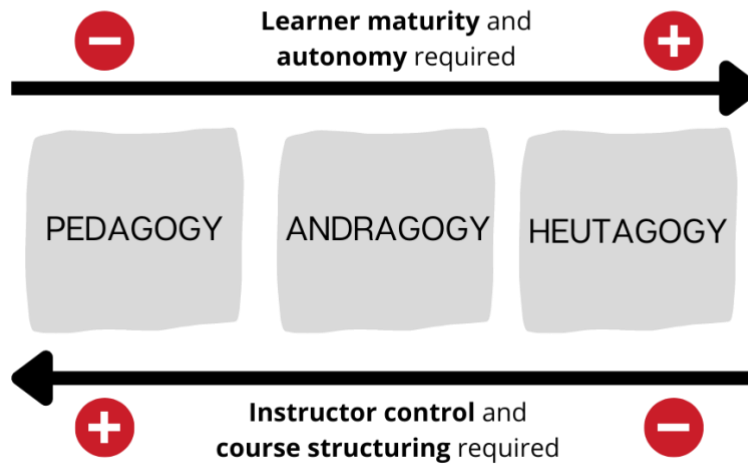 Learner maturity and
autonomy required
PEDAGOGY
ANDRAGOGY
HEUTAGOGY
Instructor control and
course structuring required